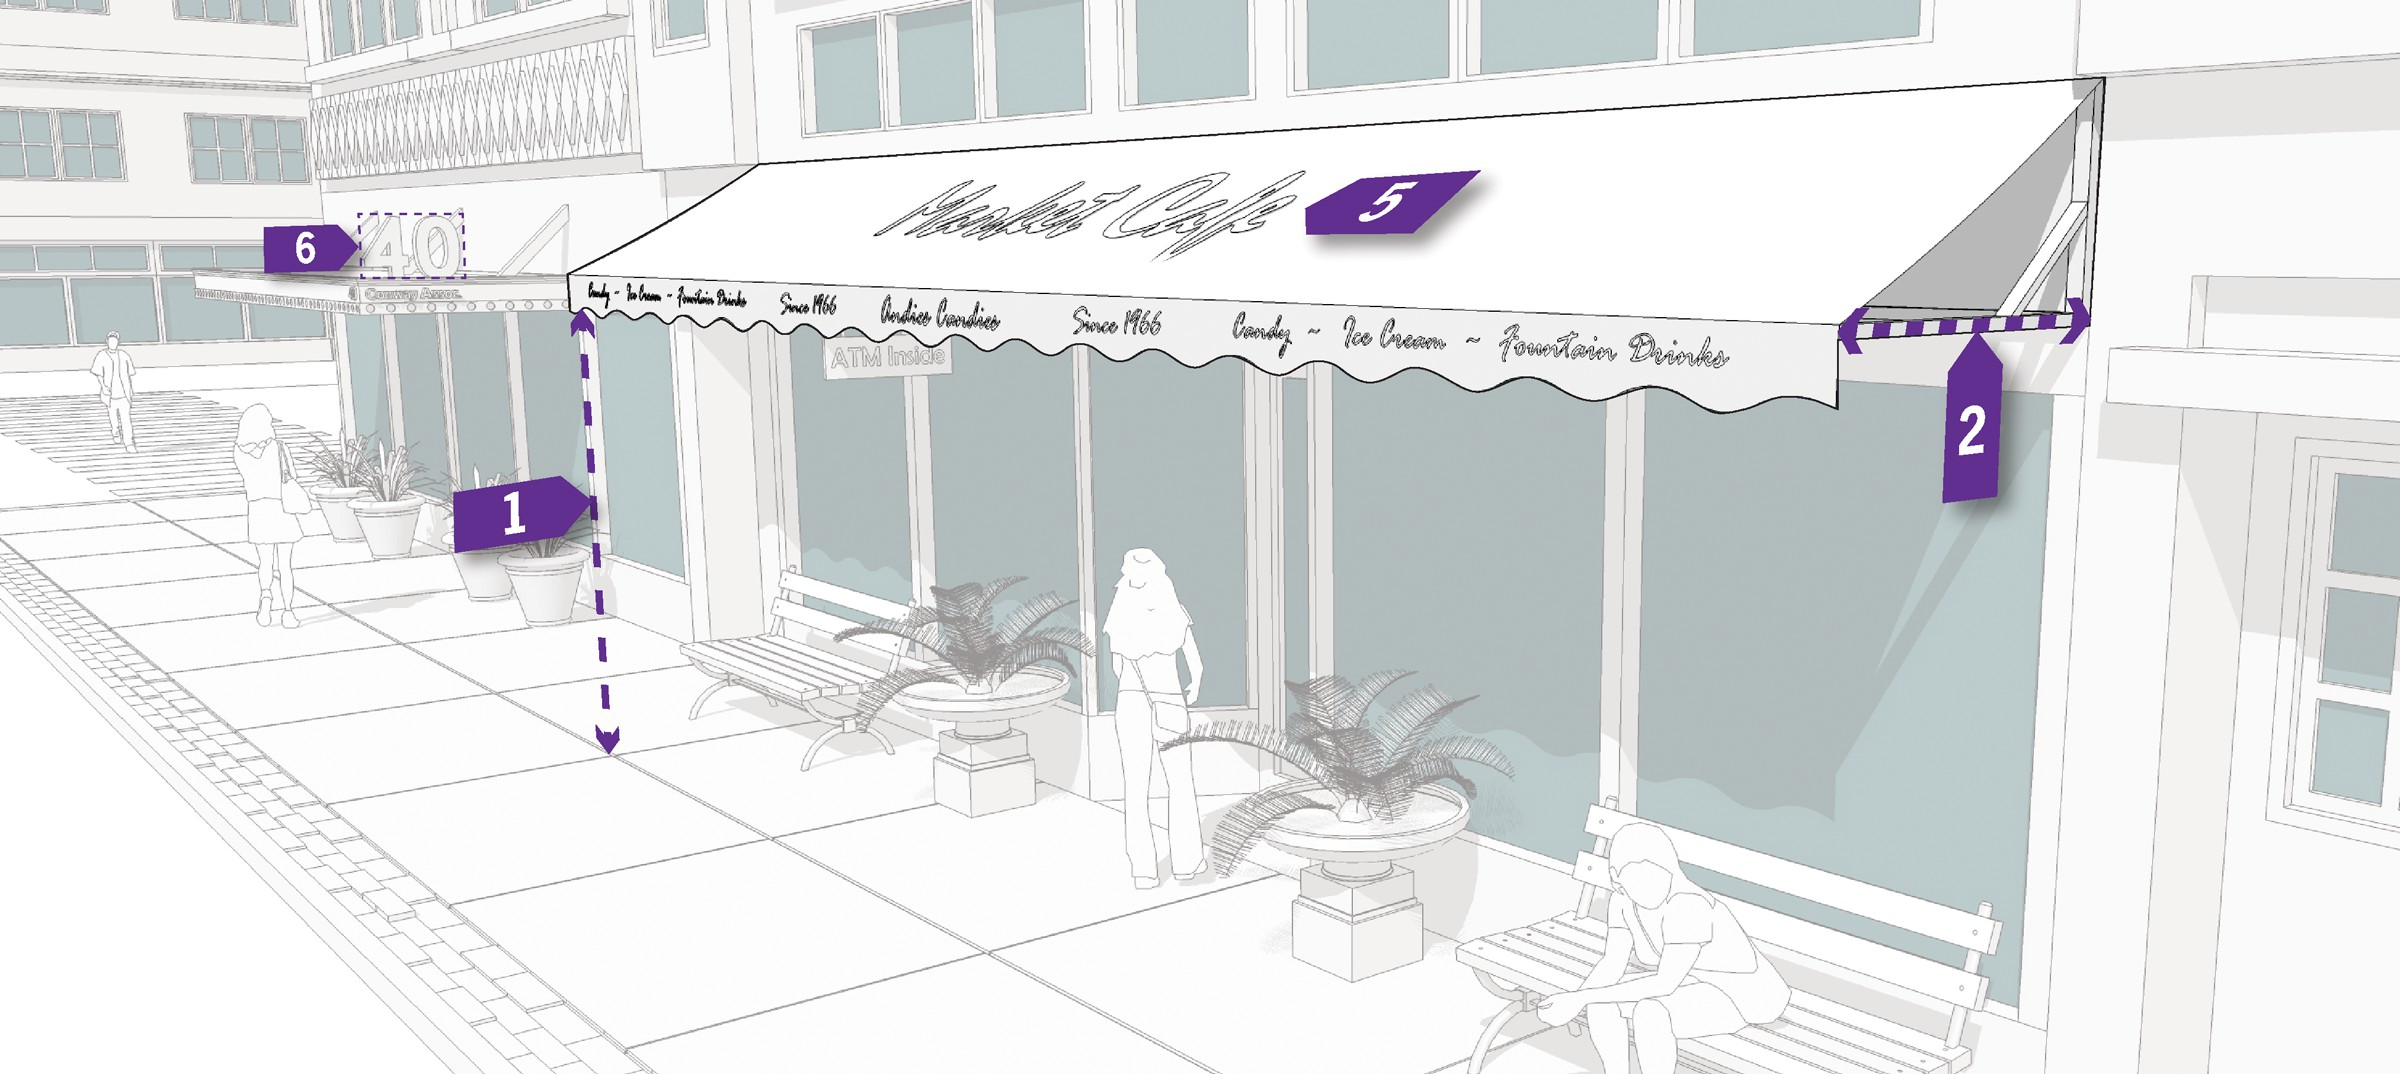 Market Cafe
5
6
40
Conway Assoc.
Candy ~ Ice Cream ~ Fountain Drinks Since 1966 Andies Candies Since 1966 Candy ~ Ice Cream ~ Fountain Drinks
ATM Inside
2
1